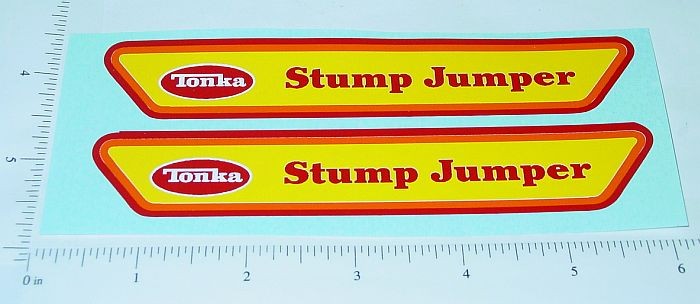 Tonka Stump Jumper
Tonka Stump Jumper
4
5
0 in 1 2 3 4 5 6